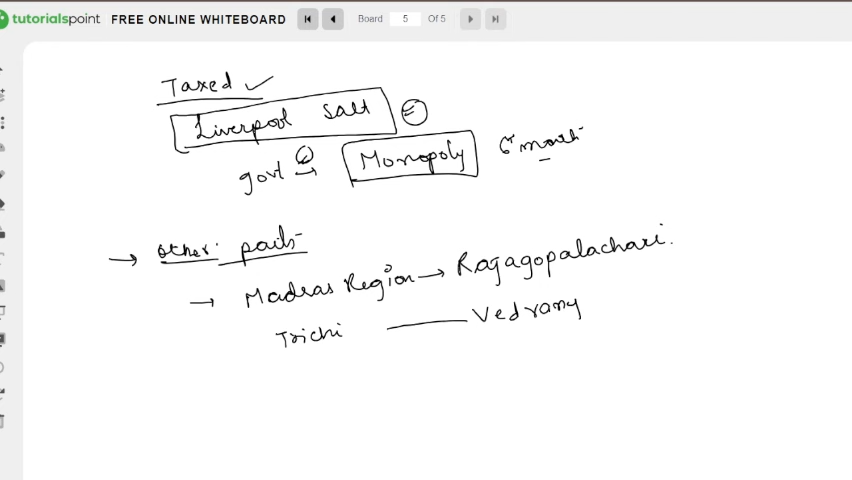 tutorialspoint FREE ONLINE WHITEBOARD Board 5 Of 5
Taxed
Liverpool Salt
govt → Monopoly
→ Other
→ Madras Region → Rajagopalachari.
Trichi — Vedrany